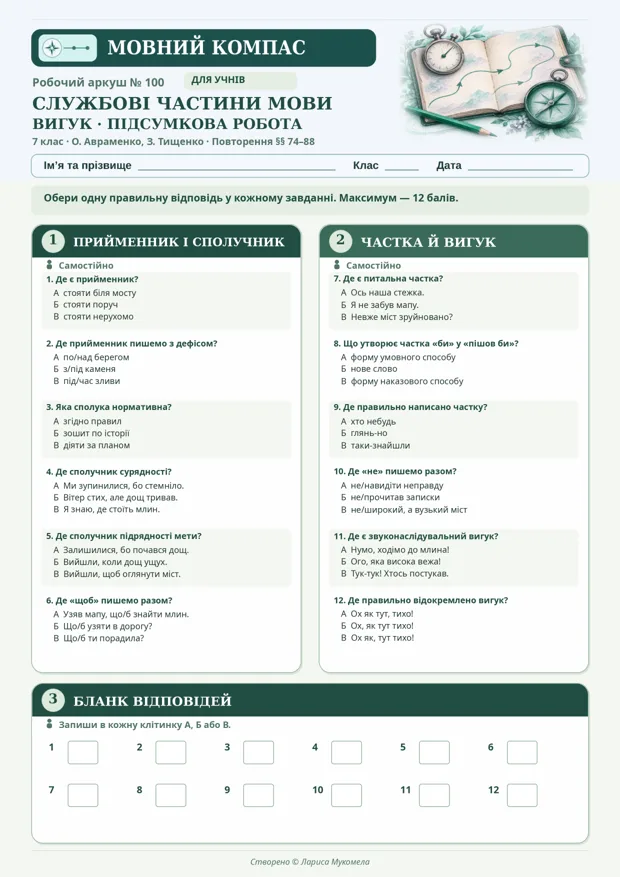 МОВНИЙ КОМПАС
Робочий аркуш № 100
ДЛЯ УЧНІВ
СЛУЖБОВІ ЧАСТИНИ МОВИ
ВИГУК · ПІДСУМКОВА РОБОТА
7 клас · О. Авраменко, З. Тищенко · Повторення §§ 74–88
Ім’я та прізвище Клас Дата
Обери одну правильну відповідь у кожному завданні. Максимум — 12 балів.
1 ПРИЙМЕННИК І СПОЛУЧНИК
Самостійно
1. Де є прийменник?
А стояти біля мосту
Б стояти поруч
В стояти нерухомо
2. Де прийменник пишемо з дефісом?
А по/над берегом
Б з/під каменя
В під/час зливи
3. Яка сполука нормативна?
А згідно правил
Б зошит по історії
В діяти за планом
4. Де сполучник сурядності?
А Ми зупинилися, бо стемніло.
Б Вітер стих, але дощ тривав.
В Я знаю, де стоїть млин.
5. Де сполучник підрядності мети?
А Залишилися, бо почався дощ.
Б Вийшли, коли дощ ущух.
В Вийшли, щоб оглянути міст.
6. Де «щоб» пишемо разом?
А Узяв мапу, що/б знайти млин.
Б Що/б узяти в дорогу?
В Що/б ти порадила?
2 ЧАСТКА Й ВИГУК
Самостійно
7. Де є питальна частка?
А Ось наша стежка.
Б Я не забув мапу.
В Невже міст зруйновано?
8. Що утворює частка «би» у «пішов би»?
А форму умовного способу
Б нове слово
В форму наказового способу
9. Де правильно написано частку?
А хто небудь
Б глянь-но
В таки-знайшли
10. Де «не» пишемо разом?
А не/навидіти неправду
Б не/прочитав записки
В не/широкий, а вузький міст
11. Де є звуконаслідувальний вигук?
А Нумо, ходімо до млина!
Б Ого, яка висока вежа!
В Тук-тук! Хтось постукав.
12. Де правильно відокремлено вигук?
А Ох як тут, тихо!
Б Ох, як тут тихо!
В Ох як, тут тихо!
3 БЛАНК ВІДПОВІДЕЙ
Запиши в кожну клітинку А, Б або В.
1 2 3 4 5 6
7 8 9 10 11 12
Створено © Лариса Мукомела